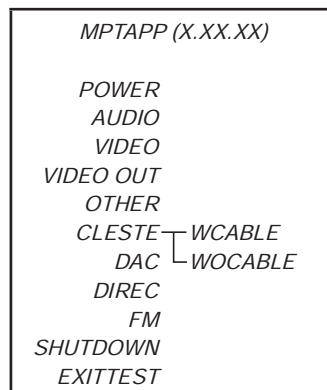 MPTAPP (X.XX.XX)
POWER
AUDIO
VIDEO
VIDEO OUT
OTHER
CLESTE WCABLE
DAC WOCABLE
DIREC
FM
SHUTDOWN
EXITTEST